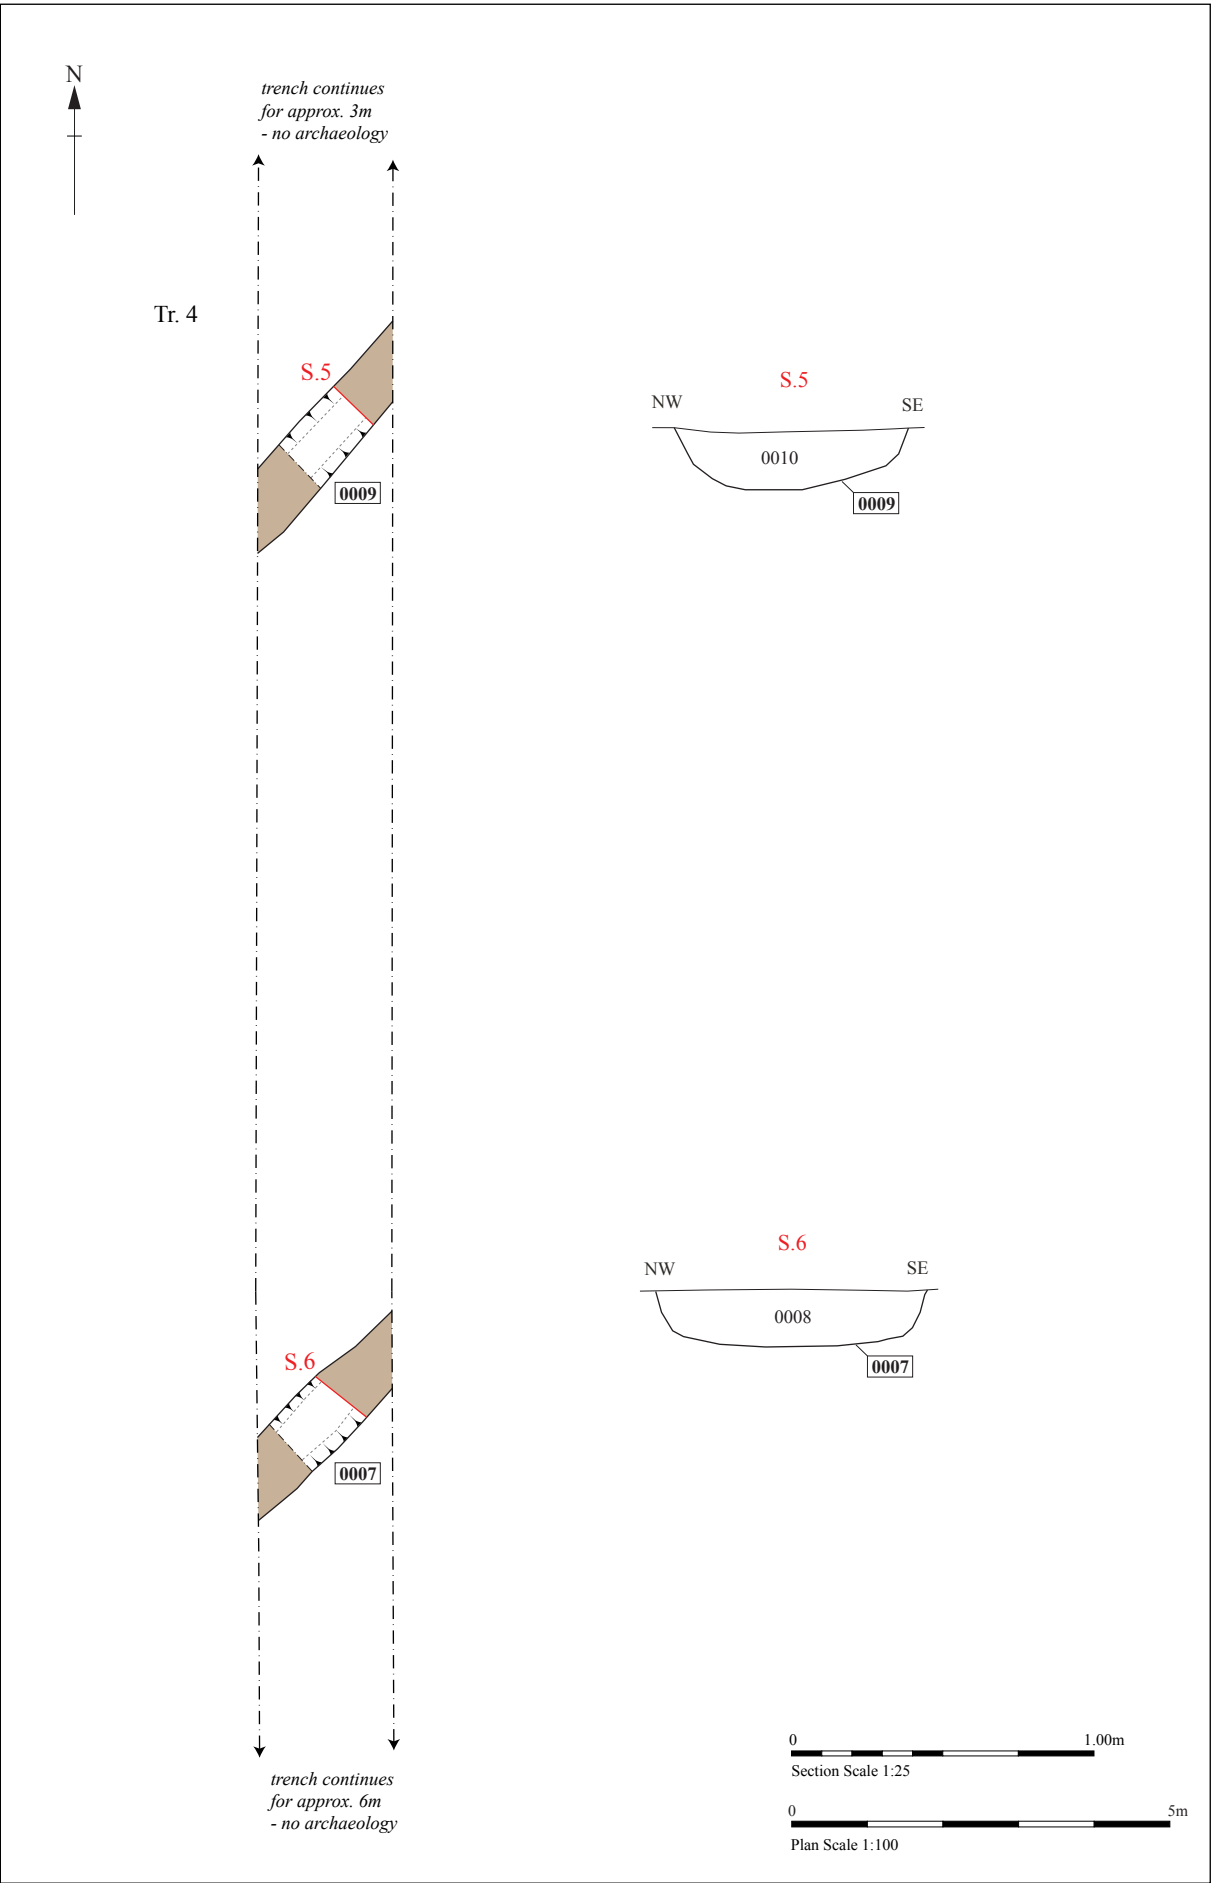 N
trench continues
for approx. 3m
- no archaeology
Tr. 4
S.5
0009
S.5
NW
SE
0010
0009
S.6
0007
S.6
NW
SE
0008
0007
trench continues
for approx. 6m
- no archaeology
0
1.00m
Section Scale 1:25
0
5m
Plan Scale 1:100